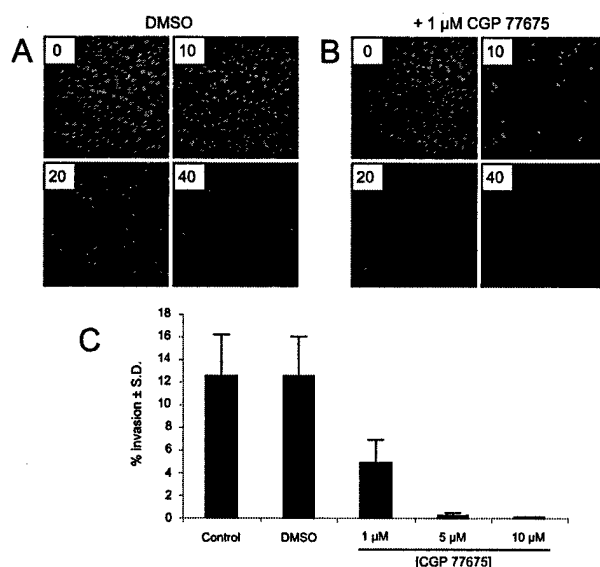 DMSO
+ 1 µM CGP 77675
A
0
10
20
40
B
0
10
20
40
C
% invasion ± S.D.
18
16
14
12
10
8
6
4
2
0
Control
DMSO
1 µM
5 µM
10 µM
[CGP 77675]